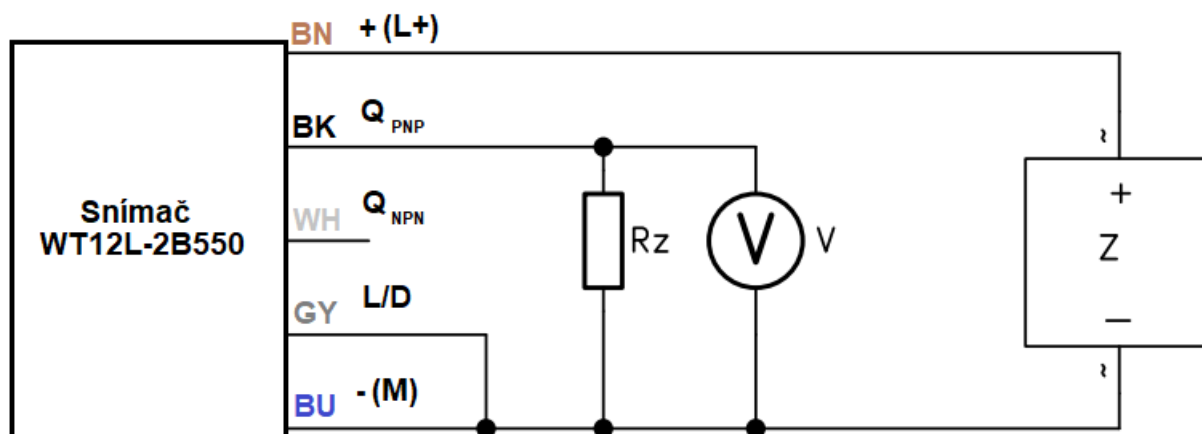 BN + (L+)
BK Q PNP
Snímač
WT12L-2B550
WH Q NPN
Rz
V
V
+
Z
−
~
~
GY L/D
BU - (M)